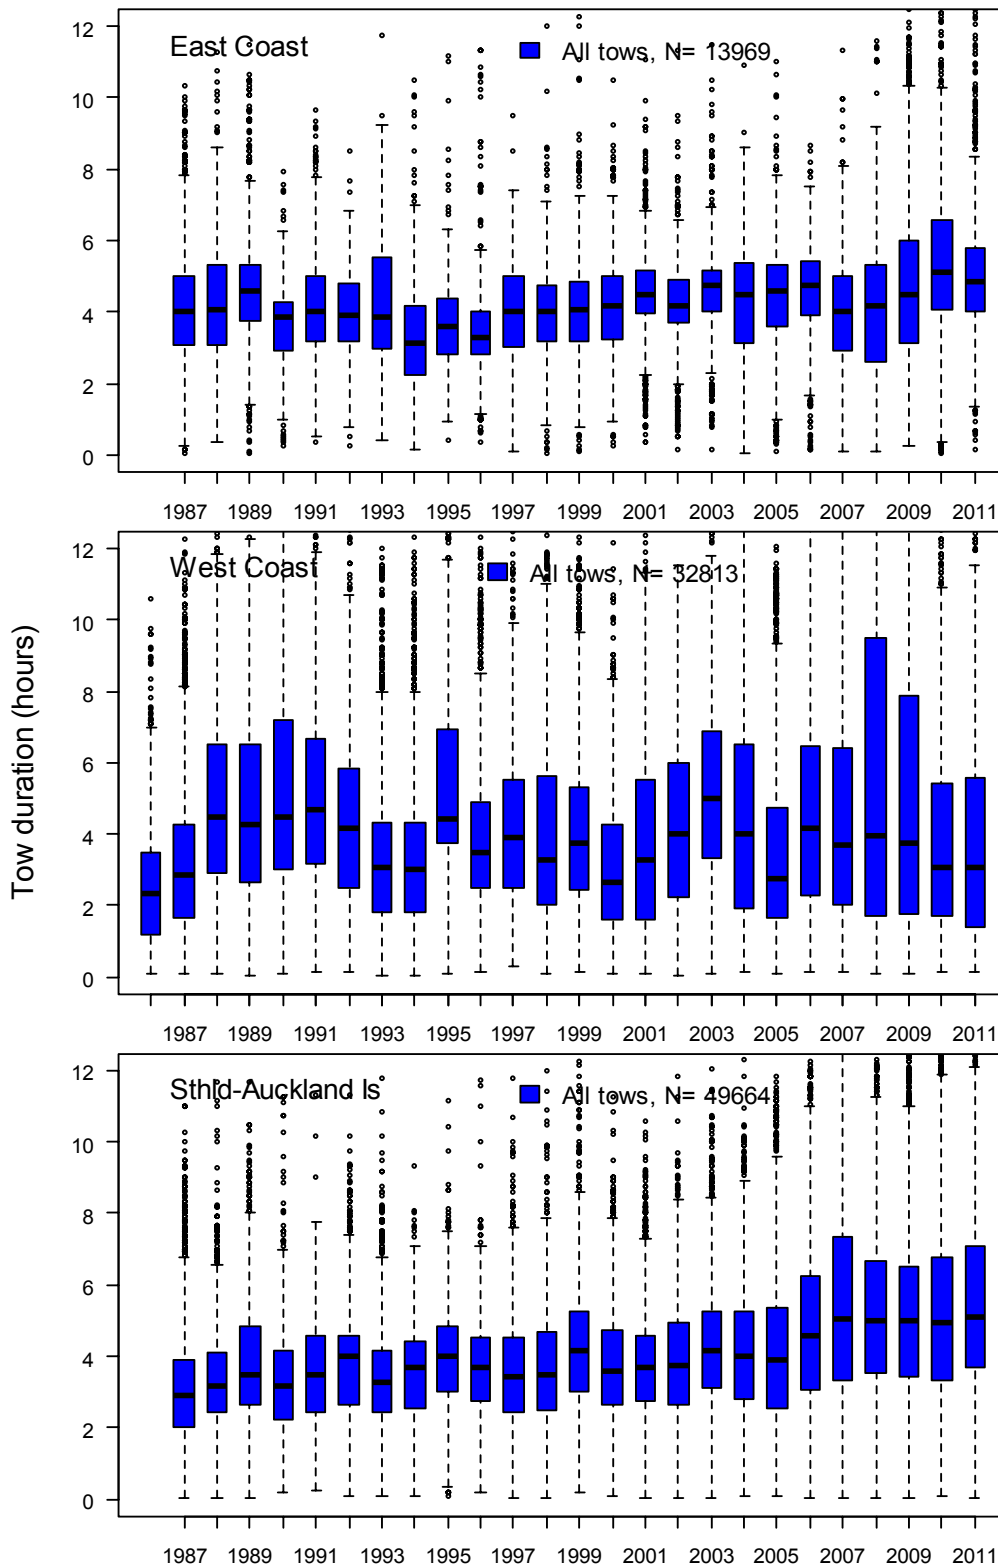 East Coast
All tows, N= 13969
12
10
8
6
4
2
0
1987 1989 1991 1993 1995 1997 1999 2001 2003 2005 2007 2009 2011
West Coast
All tows, N= 32813
12
10
8
6
4
2
0
1987 1989 1991 1993 1995 1997 1999 2001 2003 2005 2007 2009 2011
Tow duration (hours)
Sthld-Auckland Is
All tows, N= 49664
12
10
8
6
4
2
0
1987 1989 1991 1993 1995 1997 1999 2001 2003 2005 2007 2009 2011